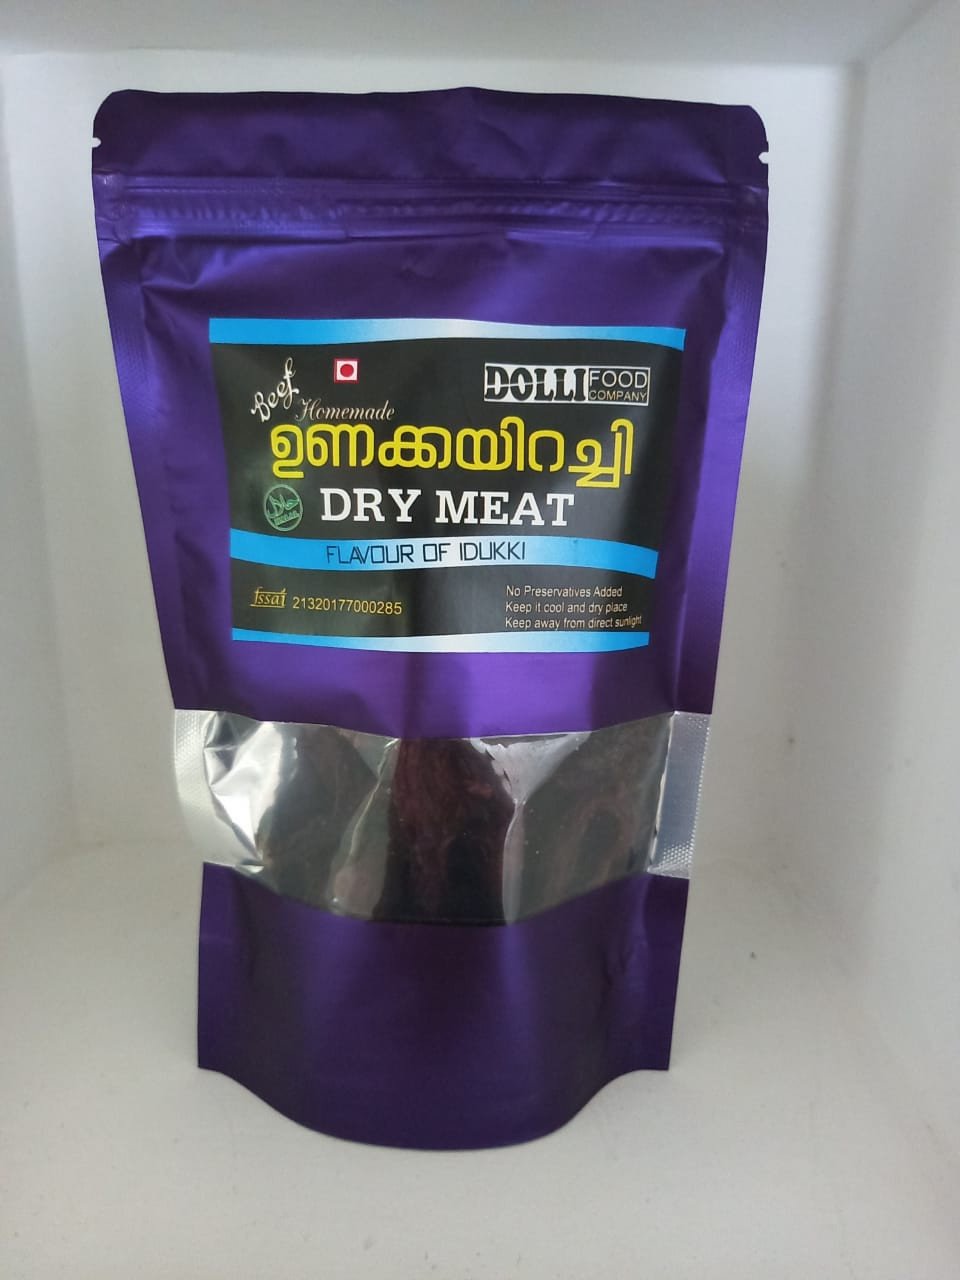 Beef
DOLLI FOOD
COMPANY
Homemade
ഉണക്കയിറച്ചി
DRY MEAT
FLAVOUR OF IDUKKI
fssai 21320177000285
No Preservatives Added
Keep it cool and dry place
Keep away from direct sunlight